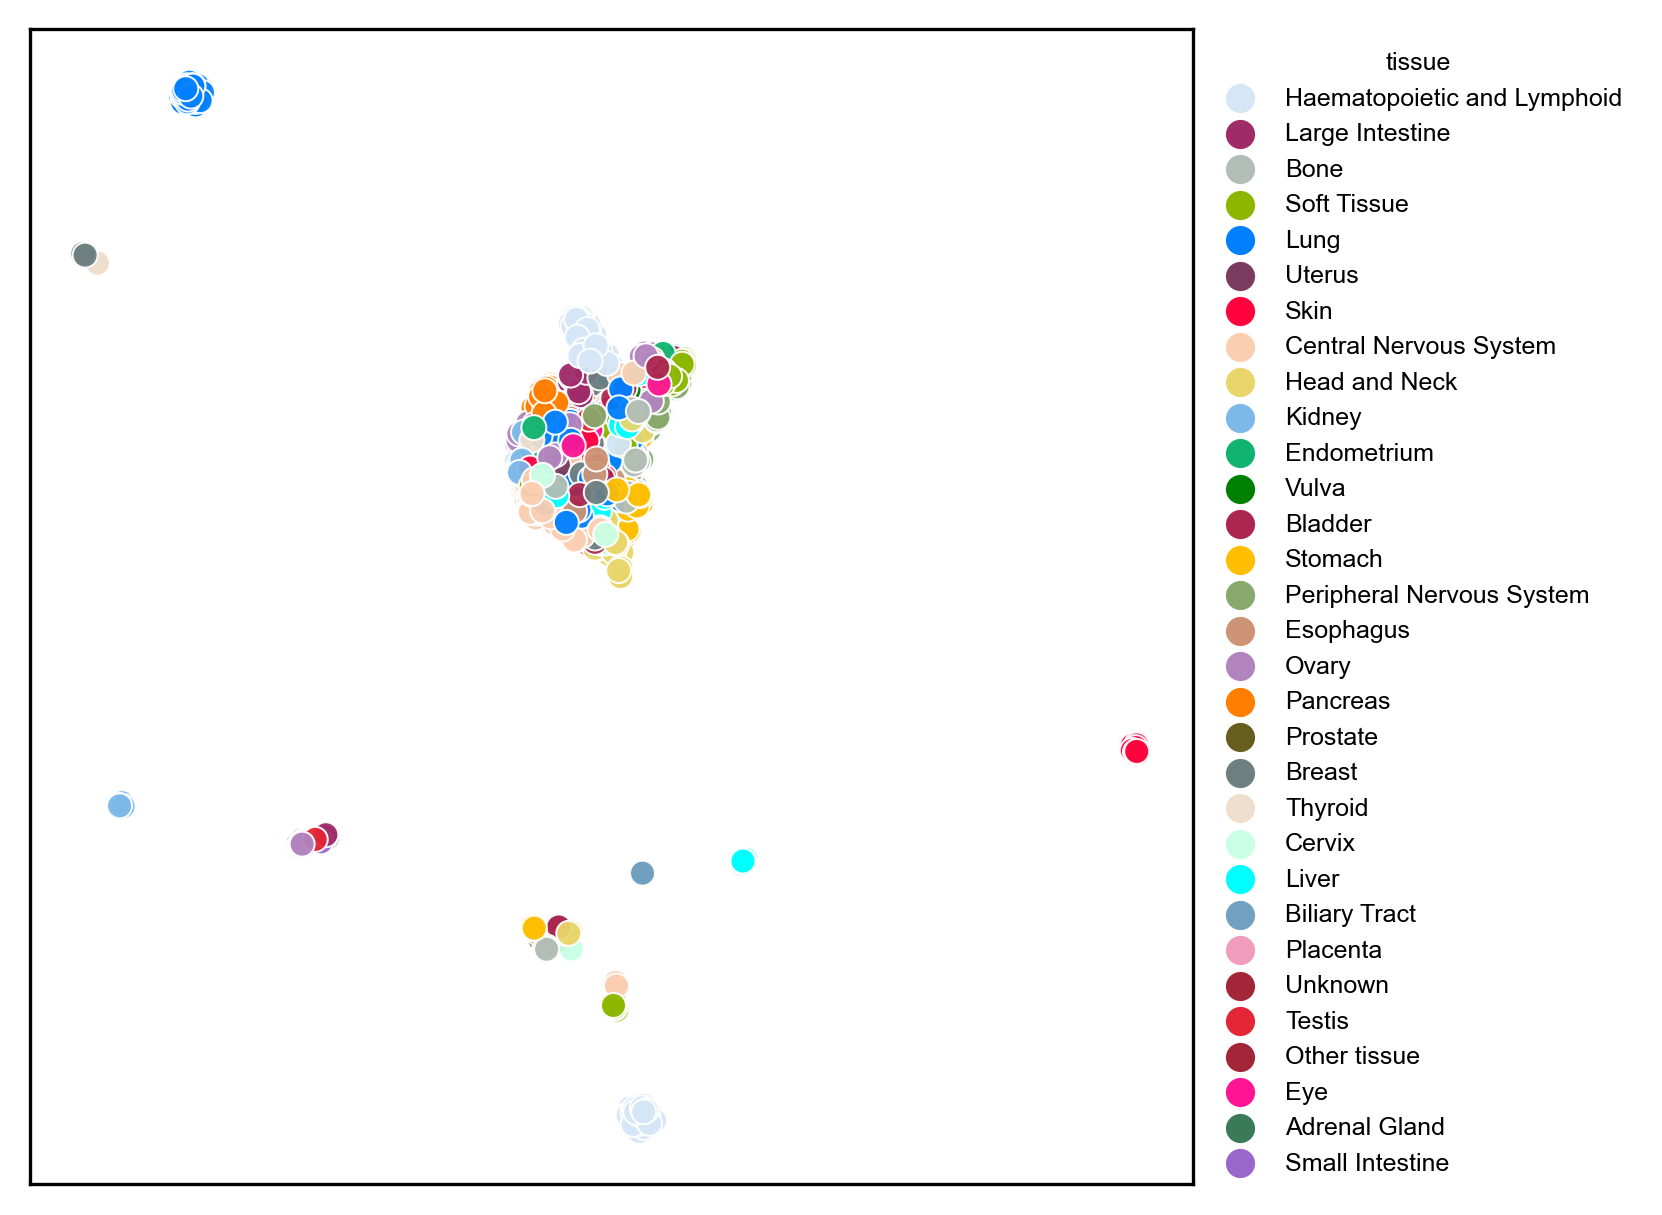 tissue
Haematopoietic and Lymphoid
Large Intestine
Bone
Soft Tissue
Lung
Uterus
Skin
Central Nervous System
Head and Neck
Kidney
Endometrium
Vulva
Bladder
Stomach
Peripheral Nervous System
Esophagus
Ovary
Pancreas
Prostate
Breast
Thyroid
Cervix
Liver
Biliary Tract
Placenta
Unknown
Testis
Other tissue
Eye
Adrenal Gland
Small Intestine